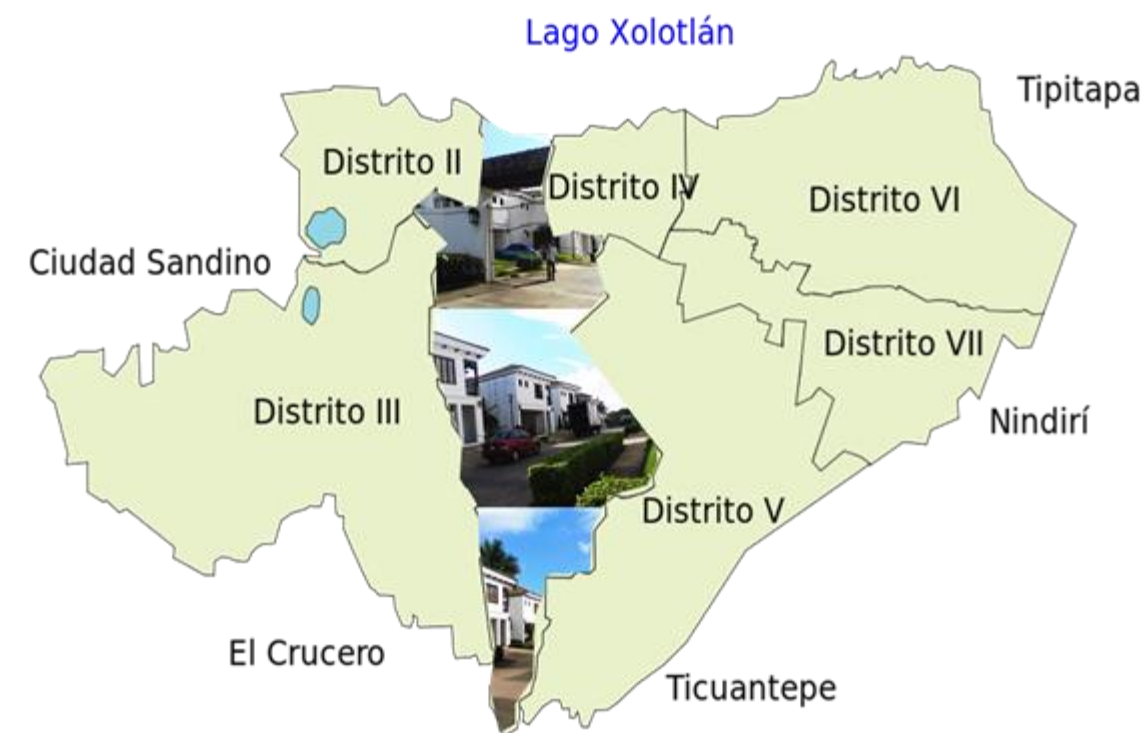 Lago Xolotlán
Tipitapa
Distrito II
Distrito IV
Distrito VI
Ciudad Sandino
Distrito VII
Distrito III
Nindirí
Distrito V
El Crucero
Ticuantepe